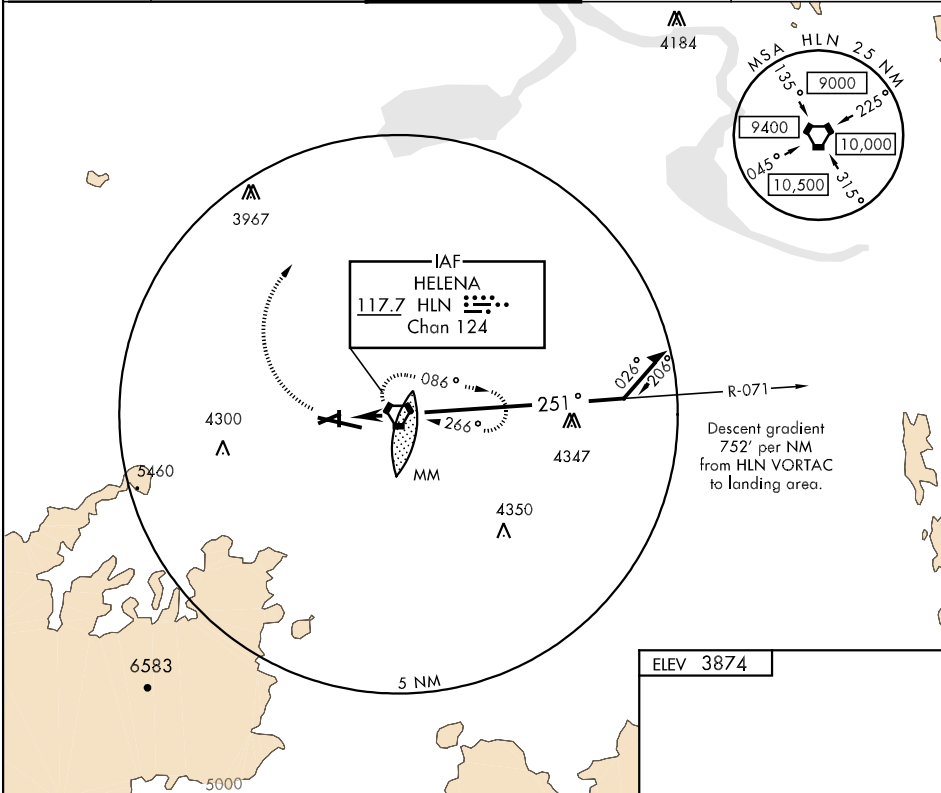 4184
MSA HLN 25 NM
135°
9000
225°
9400
10,000
045°
10,500
315°
3967
IAF
HELENA
117.7 HLN
Chan 124
086°
026°
206°
R-071
251°
266°
4300
4347
Descent gradient
752' per NM
from HLN VORTAC
to landing area.
5460
MM
4350
6583
5 NM
ELEV 3874
5000